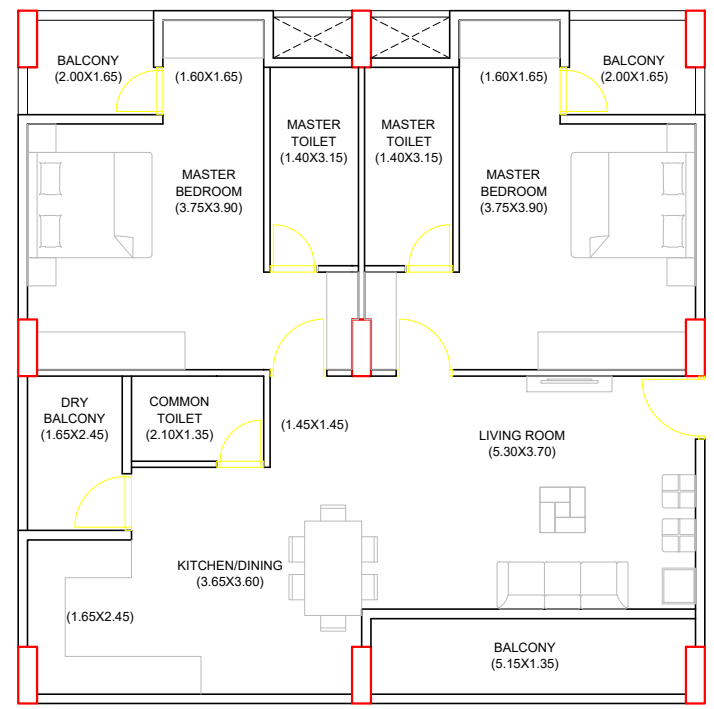 BALCONY
(2.00X1.65)
(1.60X1.65)
(1.60X1.65)
BALCONY
(2.00X1.65)
MASTER
TOILET
(1.40X3.15)
MASTER
TOILET
(1.40X3.15)
MASTER
BEDROOM
(3.75X3.90)
MASTER
BEDROOM
(3.75X3.90)
DRY
BALCONY
(1.65X2.45)
COMMON
TOILET
(2.10X1.35)
(1.45X1.45)
LIVING ROOM
(5.30X3.70)
KITCHEN/DINING
(3.65X3.60)
(1.65X2.45)
BALCONY
(5.15X1.35)